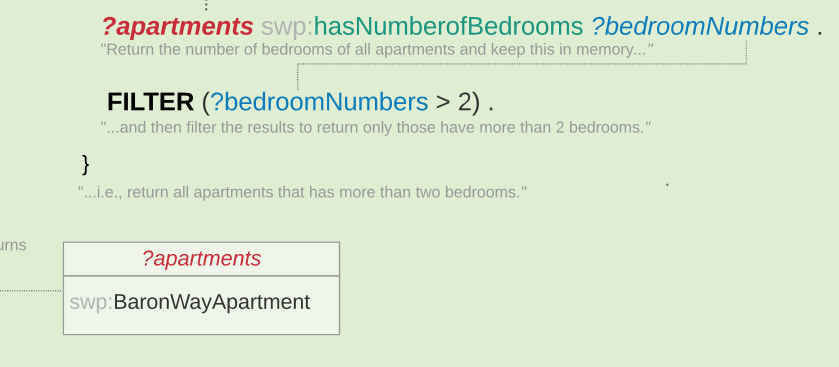 ?apartments swp:hasNumberofBedrooms ?bedroomNumbers .
"Return the number of bedrooms of all apartments and keep this in memory..."
FILTER (?bedroomNumbers > 2) .
"...and then filter the results to return only those have more than 2 bedrooms."
}
"...i.e., return all apartments that has more than two bedrooms."
urns
?apartments
swp:BaronWayApartment